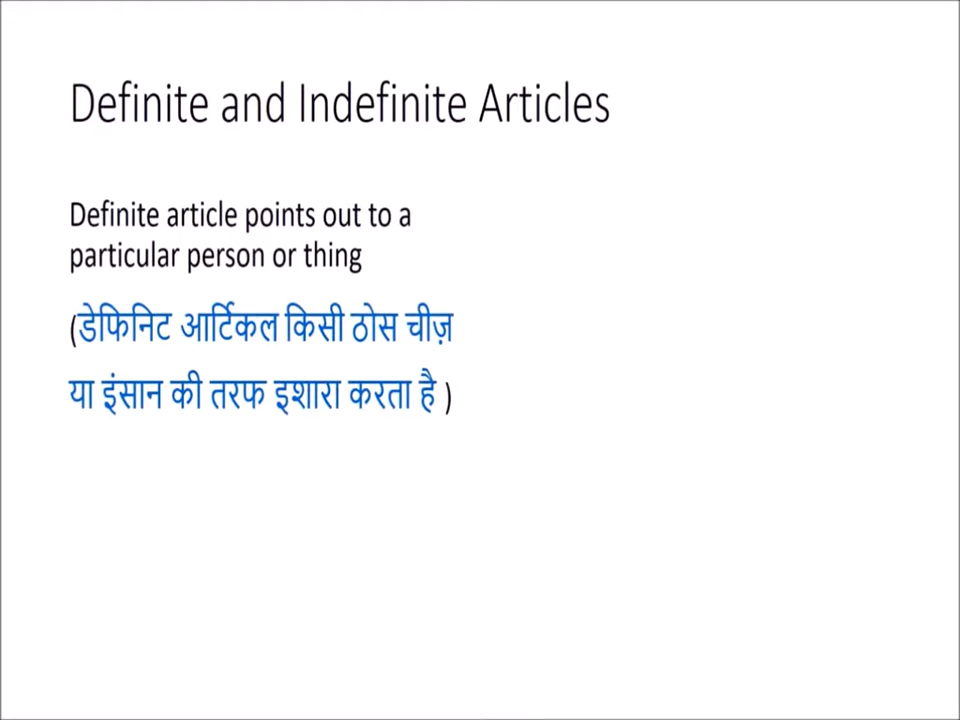 Definite and Indefinite Articles
Definite article points out to a
particular person or thing
(डेफिनिट आर्टिकल किसी ठोस चीज़
या इंसान की तरफ इशारा करता है )